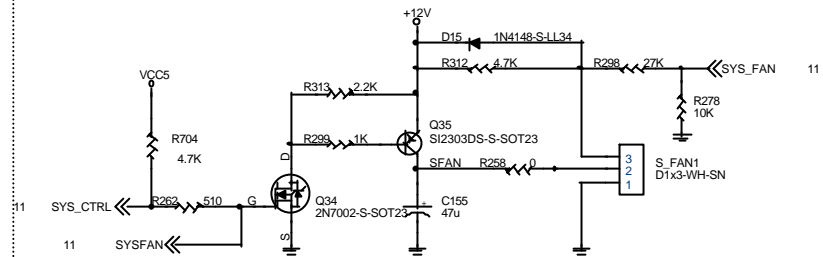 +12V
D15 1N4148-S-LL34
R312 4.7K R298 27K SYS_FAN 11
VCC5
R313 2.2K
R278
10K
Q35
SI2303DS-S-SOT23
R704
4.7K
R299 1K
D
SFAN R258 0
3
2
1
S_FAN1
D1x3-WH-SN
11 SYS_CTRL R262 510 G
Q34
2N7002-S-SOT23
+
C155
47u
S
11 SYSFAN